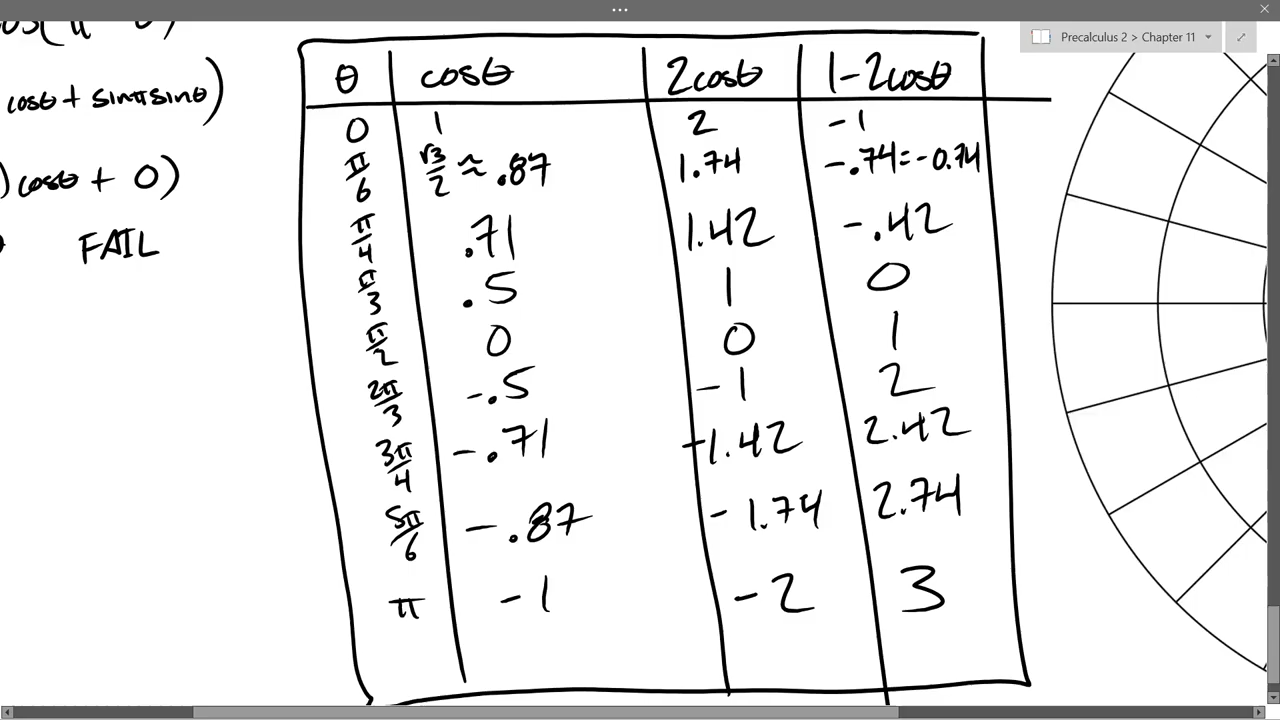 Precalculus 2 > Chapter 11
cosθ + sinπsinθ)
)cosθ + 0)
FAIL
θ cosθ 2cosθ 1-2cosθ
0 1 2 -1
π/6 √3/2 ≈ .87 1.74 -.74=-0.74
π/4 .71 1.42 -.42
π/3 .5 1 0
π/2 0 0 1
2π/3 -.5 -1 2
3π/4 -.71 -1.42 2.42
5π/6 -.87 -1.74 2.74
π -1 -2 3